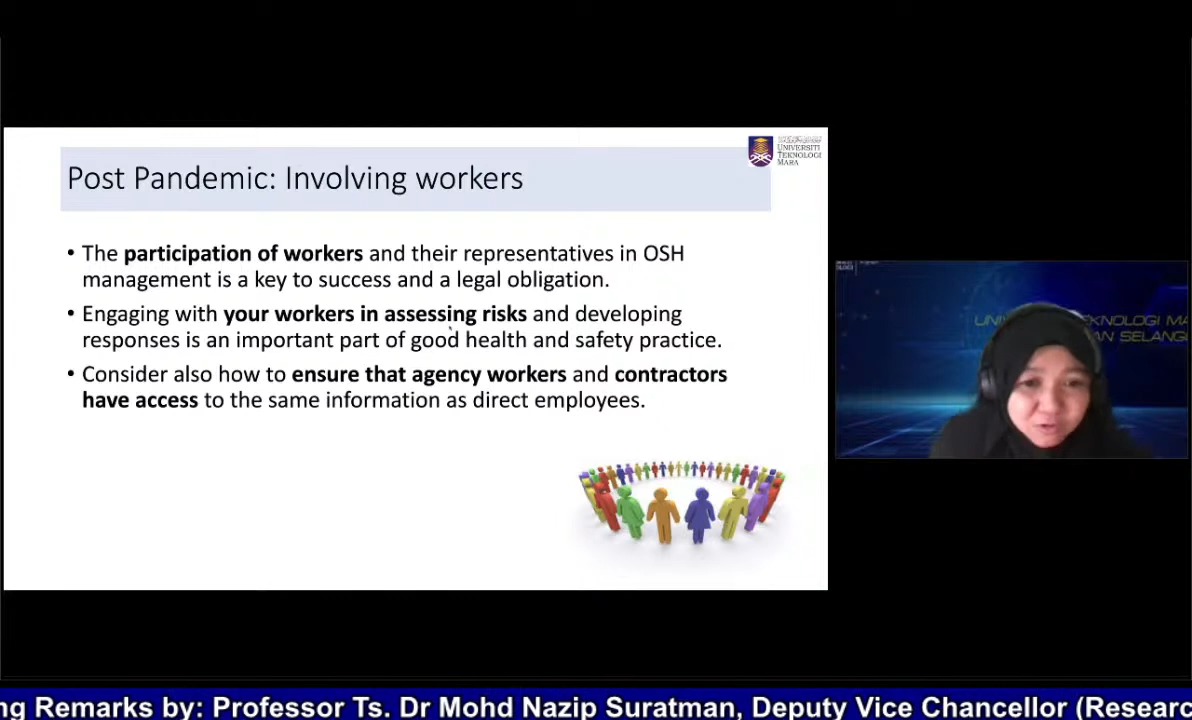 Post Pandemic: Involving workers
UNIVERSITI
TEKNOLOGI
MARA
• The participation of workers and their representatives in OSH
management is a key to success and a legal obligation.
• Engaging with your workers in assessing risks and developing
responses is an important part of good health and safety practice.
• Consider also how to ensure that agency workers and contractors
have access to the same information as direct employees.
ng Remarks by: Professor Ts. Dr Mohd Nazip Suratman, Deputy Vice Chancellor (Researc